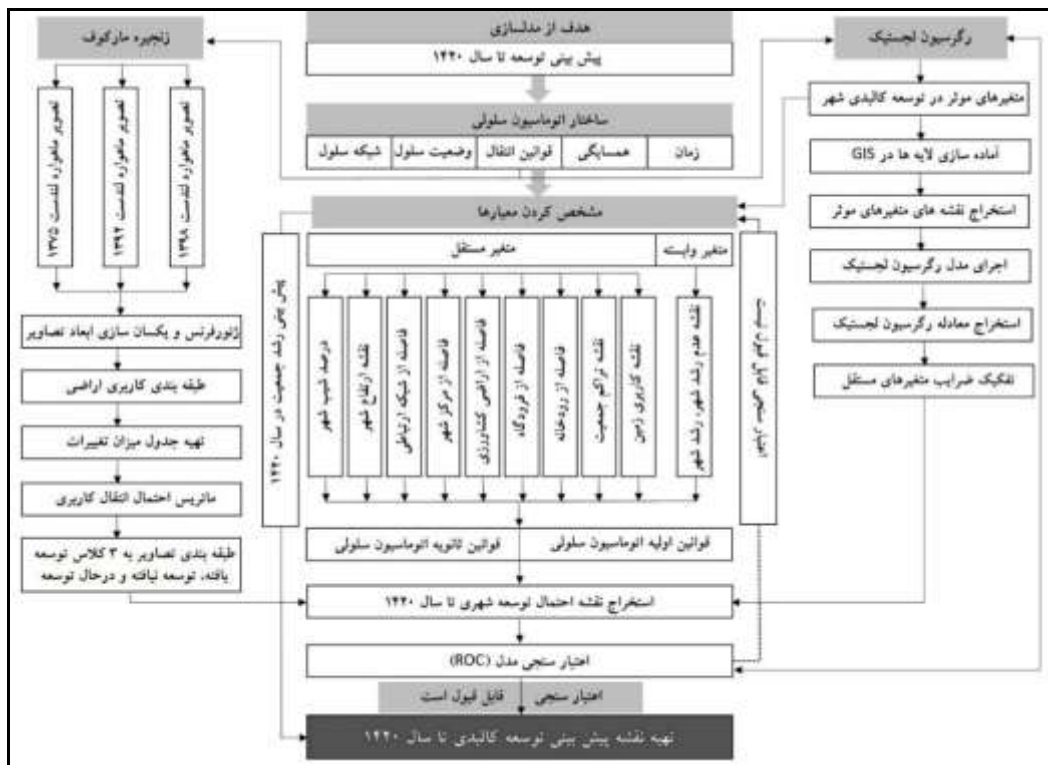 هدف از مدلسازی
پیش بینی توسعه تا سال ۱۴۲۰
ساختار اتوماسیون سلولی
زمان
همسایگی
قوانین انتقال
وضعیت سلول
شبکه سلول
مشخص کردن معیارها
متغیر وابسته
متغیر مستقل
نقشه عدم رشد شهر، رشد شهر
نقشه کاربری زمین
نقشه تراکم جمعیت
فاصله از رودخانه
فاصله از فرودگاه
فاصله از اراضی کشاورزی
فاصله از مرکز شهر
فاصله از شبکه ارتباطی
نقشه ارتفاع شهر
درصد شیب شهر
قوانین اولیه اتوماسیون سلولی
قوانین ثانویه اتوماسیون سلولی
استخراج نقشه احتمال توسعه شهری تا سال ۱۴۲۰
اعتبار سنجی مدل (ROC)
اعتبار سنجی
قابل قبول است
تهیه نقشه پیش بینی توسعه کالبدی تا سال ۱۴۲۰
رگرسیون لجستیک
متغیرهای موثر در توسعه کالبدی شهر
آماده سازی لایه ها در GIS
استخراج نقشه های متغیرهای موثر
اجرای مدل رگرسیون لجستیک
استخراج معادله رگرسیون لجستیک
تفکیک ضرایب متغیرهای مستقل
اعتبار سنجی قابل قبول نیست
زنجیره مارکوف
تصویر ماهواره لندست ۱۳۹۸
تصویر ماهواره لندست ۱۳۹۲
تصویر ماهواره لندست ۱۳۷۵
ژئورفرنس و یکسان سازی ابعاد تصاویر
طبقه بندی کاربری اراضی
تهیه جدول میزان تغییرات
ماتریس احتمال انتقال کاربری
طبقه بندی تصاویر به ۳ کلاس توسعه
یافته، توسعه نیافته و درحال توسعه
پیش بینی رشد جمعیت در سال ۱۴۲۰